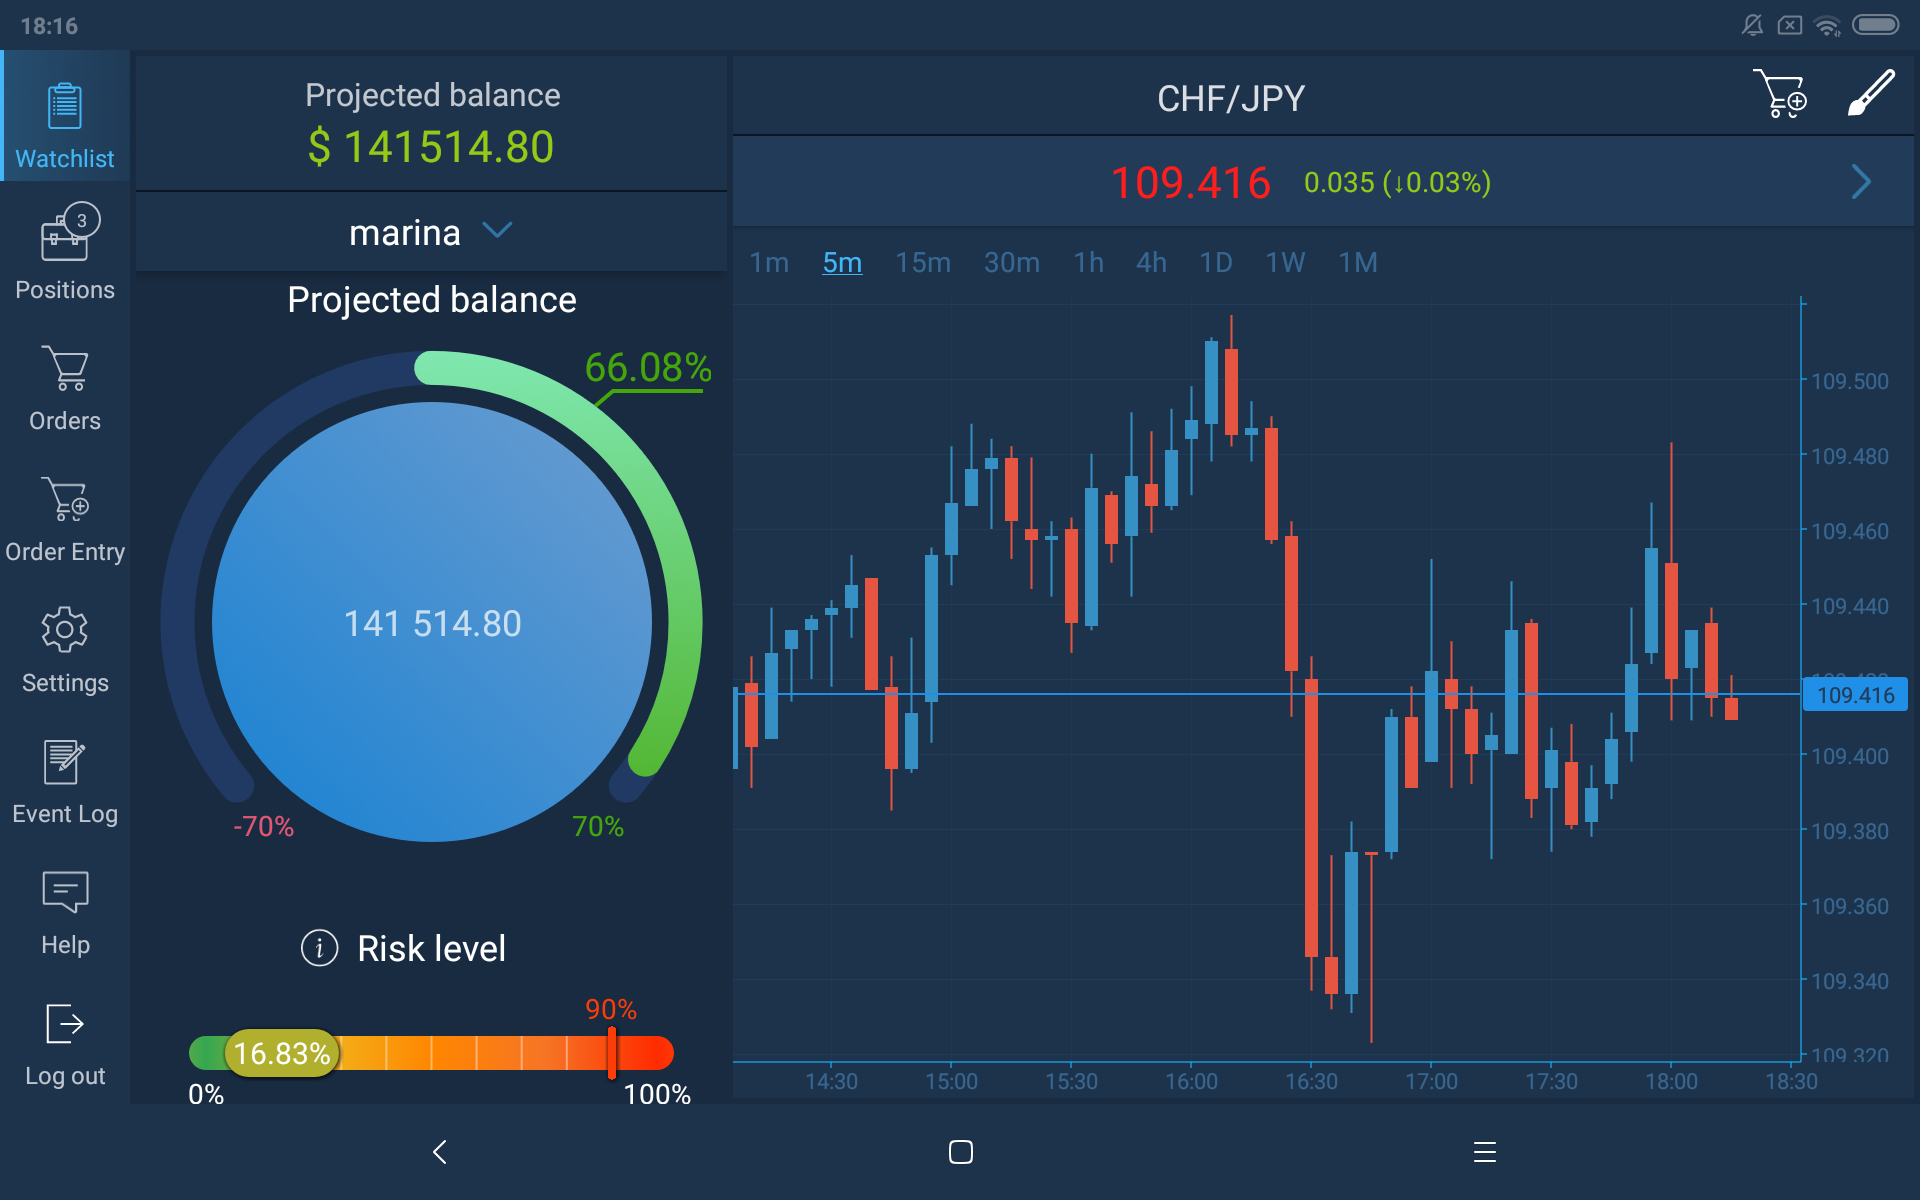 18:16
Watchlist
3
Positions
Orders
Order Entry
Settings
Event Log
Help
Log out
Projected balance
$ 141514.80
marina
Projected balance
66.08%
141 514.80
-70%
70%
i Risk level
90%
16.83%
0%
100%
CHF/JPY
109.416 0.035 (↓0.03%)
1m 5m 15m 30m 1h 4h 1D 1W 1M
109.500
109.480
109.460
109.440
109.416
109.400
109.380
109.360
109.340
109.320
14:30 15:00 15:30 16:00 16:30 17:00 17:30 18:00 18:30